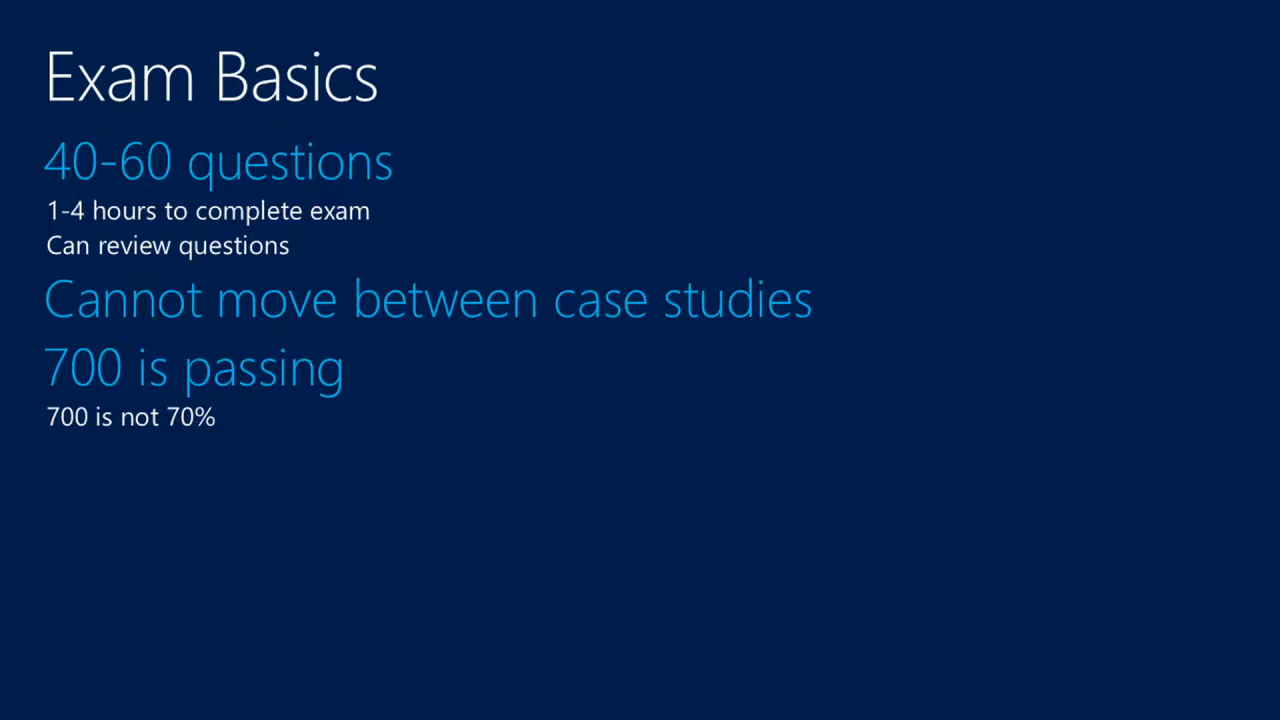 Exam Basics
40-60 questions
1-4 hours to complete exam
Can review questions
Cannot move between case studies
700 is passing
700 is not 70%